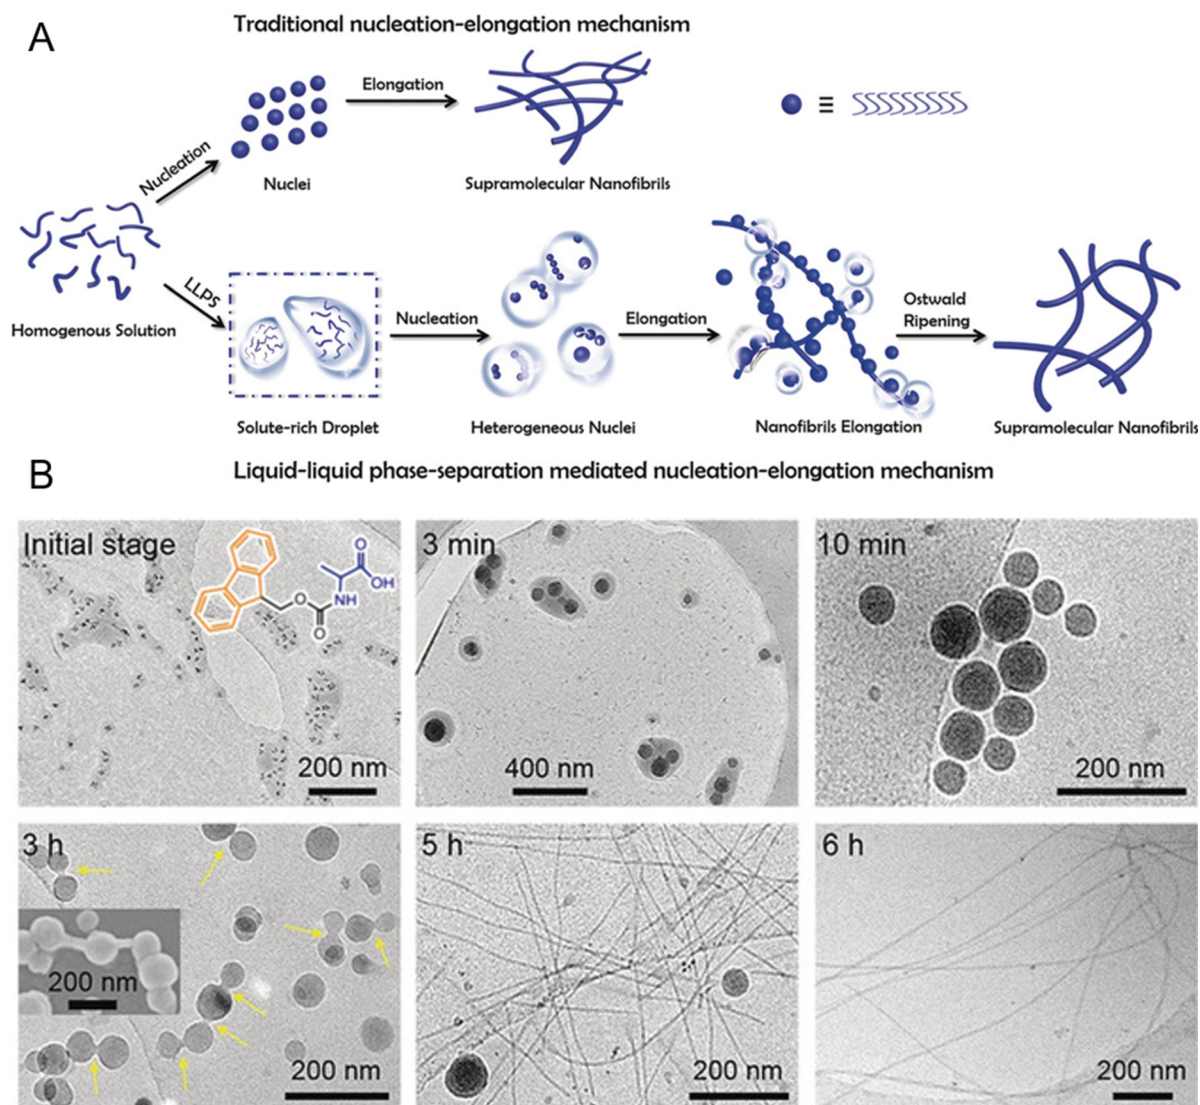 A
Traditional nucleation-elongation mechanism
Nucleation
Elongation
≡
Nuclei
Supramolecular Nanofibrils
Homogenous Solution
LLPS
Nucleation
Elongation
Ostwald
Ripening
Solute-rich Droplet
Heterogeneous Nuclei
Nanofibrils Elongation
Supramolecular Nanofibrils
Liquid-liquid phase-separation mediated nucleation-elongation mechanism
B
Initial stage
O
OH
NH
O
O
200 nm
3 min
400 nm
10 min
200 nm
3 h
200 nm
200 nm
5 h
200 nm
6 h
200 nm